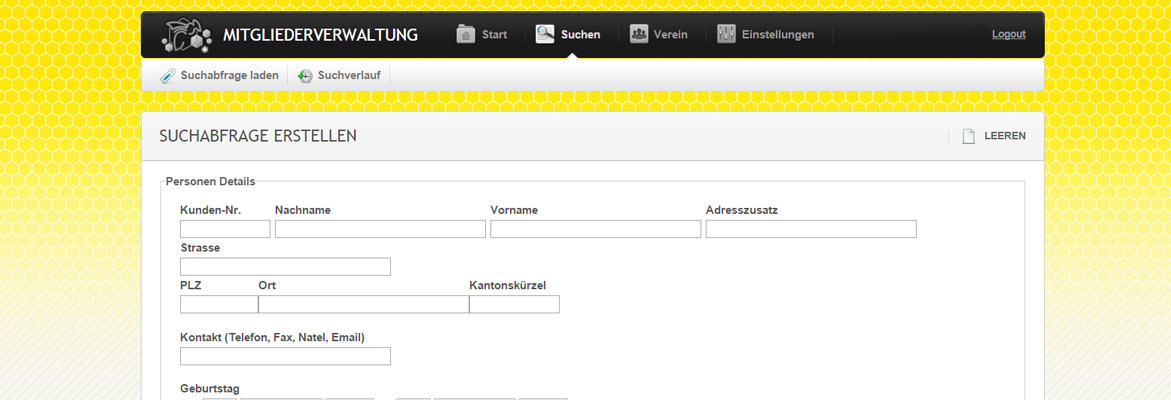 MITGLIEDERVERWALTUNG Start Suchen Verein Einstellungen Logout
Suchabfrage laden Suchverlauf
SUCHABFRAGE ERSTELLEN LEEREN
Personen Details
Kunden-Nr. Nachname Vorname Adresszusatz
Strasse
PLZ Ort Kantonskürzel
Kontakt (Telefon, Fax, Natel, Email)
Geburtstag